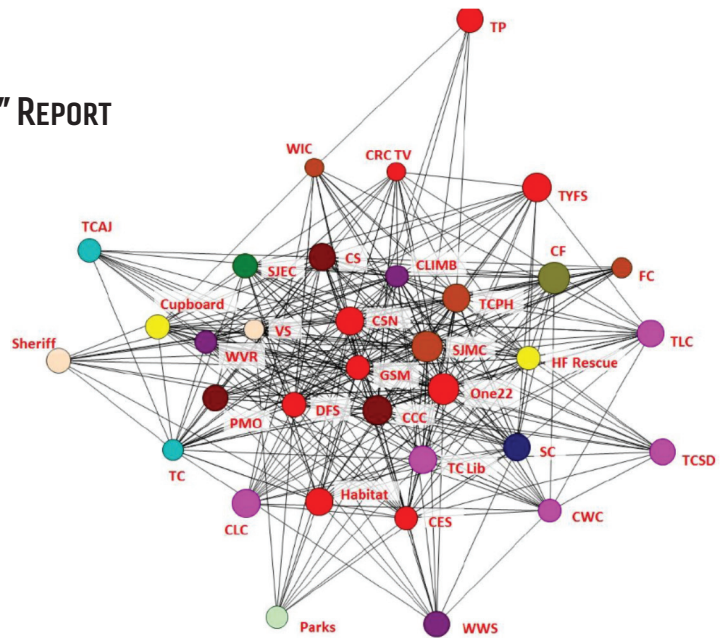 " REPORT
TP
WIC
CRC TV
TYFS
TCAJ
SJEC
CS
CLIMB
CF
FC
Cupboard
VS
CSN
TCPH
TLC
Sheriff
WVR
SJMC
HF Rescue
GSM
One22
PMO
DFS
CCC
TC
TC Lib
SC
TCSD
CLC
Habitat
CES
CWC
Parks
WWS